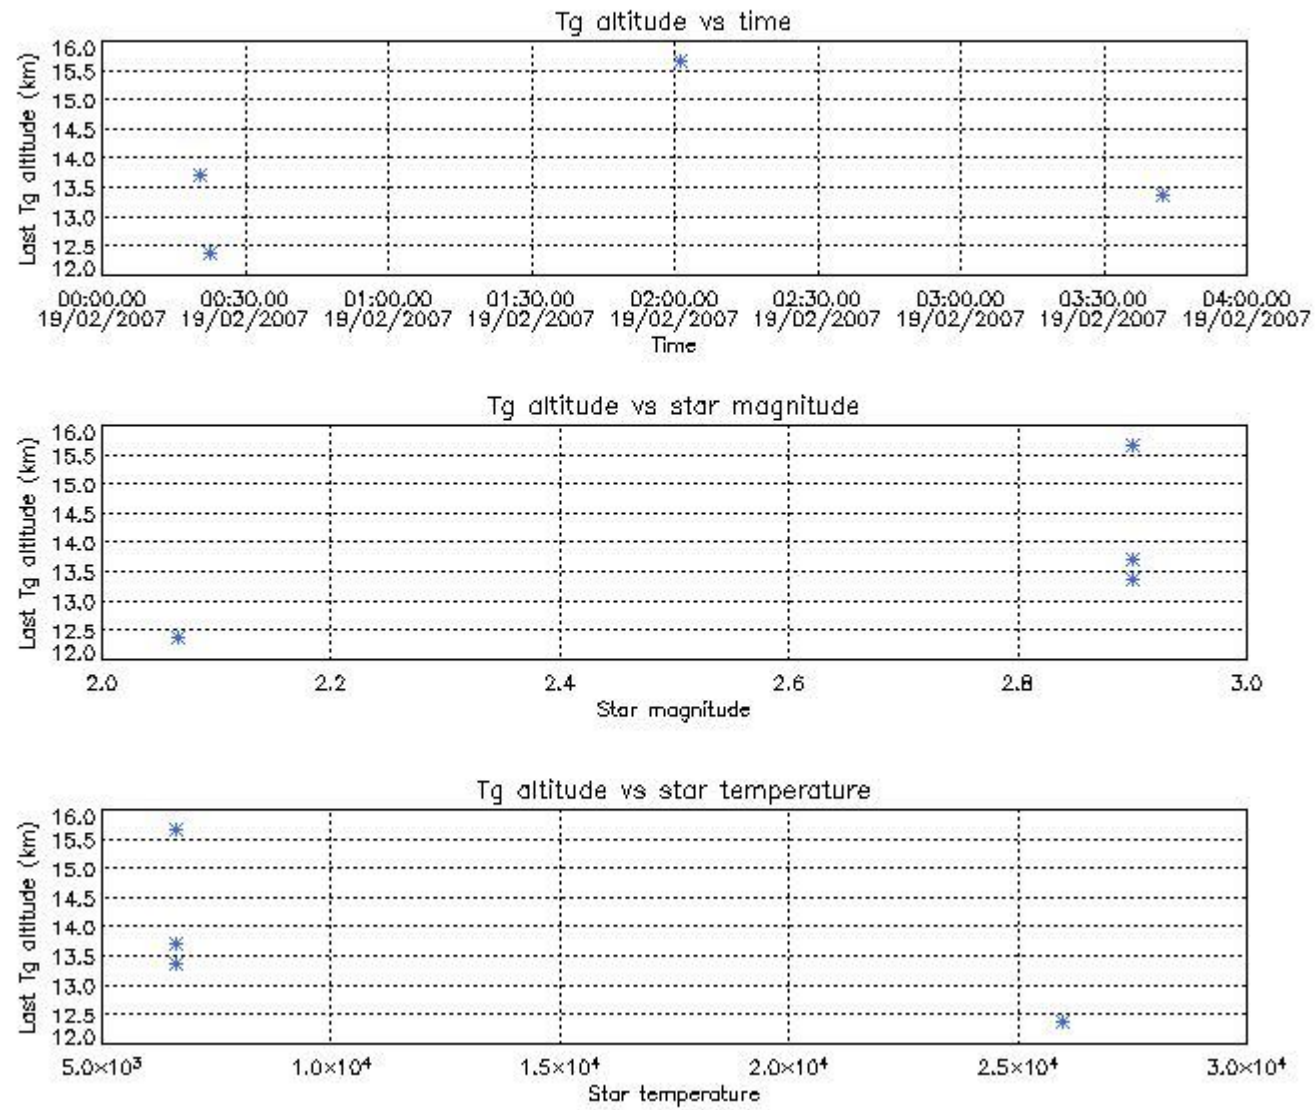 Tg altitude vs time
Last Tg altitude (km)
16.0
15.5
15.0
14.5
14.0
13.5
13.0
12.5
12.0
00:00.00 00:30.00 01:00.00 01:30.00 02:00.00 02:30.00 03:00.00 03:30.00 04:00.00
19/02/2007 19/02/2007 19/02/2007 19/02/2007 19/02/2007 19/02/2007 19/02/2007 19/02/2007 19/02/2007
Time
Tg altitude vs star magnitude
Last Tg altitude (km)
16.0
15.5
15.0
14.5
14.0
13.5
13.0
12.5
12.0
2.0 2.2 2.4 2.6 2.8 3.0
Star magnitude
Tg altitude vs star temperature
Last Tg altitude (km)
16.0
15.5
15.0
14.5
14.0
13.5
13.0
12.5
12.0
5.0×10³ 1.0×10⁴ 1.5×10⁴ 2.0×10⁴ 2.5×10⁴ 3.0×10⁴
Star temperature